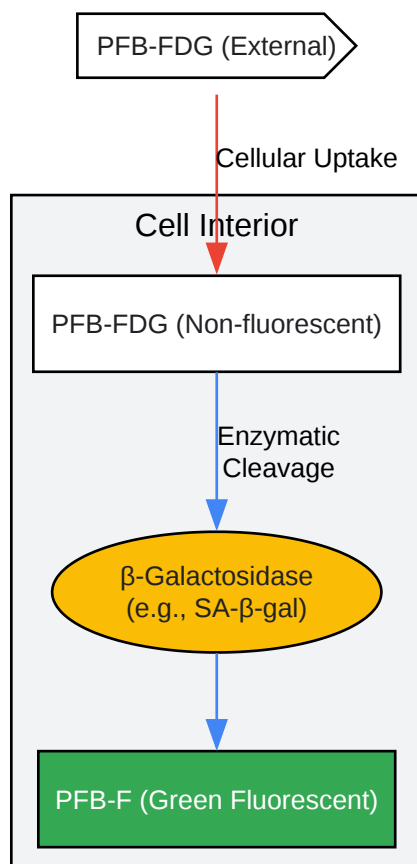 PFB-FDG (External)
Cellular Uptake
Cell Interior
PFB-FDG (Non-fluorescent)
Enzymatic
Cleavage
β-Galactosidase
(e.g., SA-β-gal)
PFB-F (Green Fluorescent)